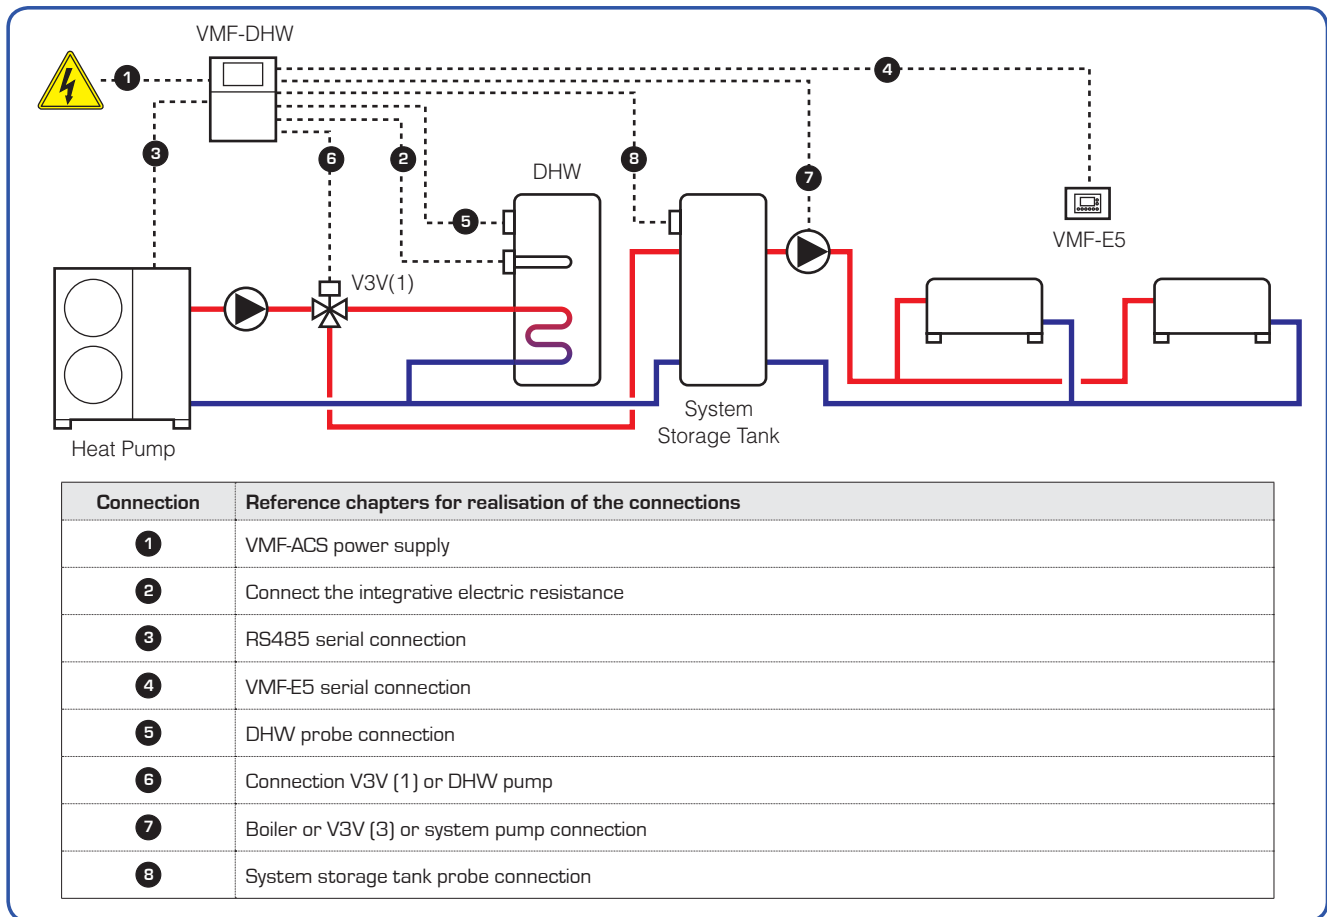 VMF-DHW
1
4
3
6
2
8
7
5
DHW
VMF-E5
V3V(1)
Heat Pump
System
Storage Tank
Connection Reference chapters for realisation of the connections
1 VMF-ACS power supply
2 Connect the integrative electric resistance
3 RS485 serial connection
4 VMF-E5 serial connection
5 DHW probe connection
6 Connection V3V (1) or DHW pump
7 Boiler or V3V (3) or system pump connection
8 System storage tank probe connection